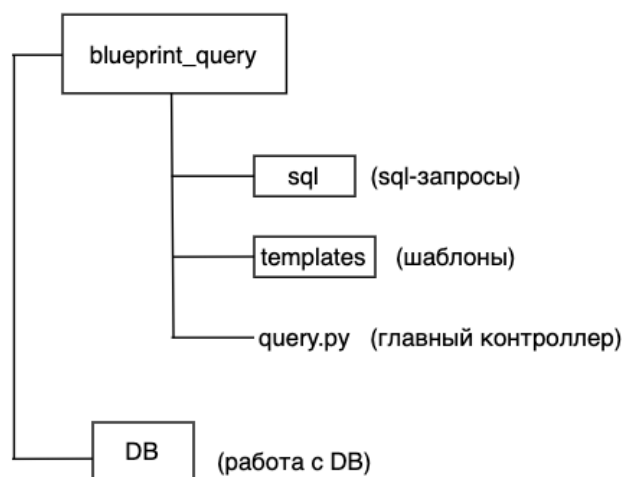 blueprint_query
sql (sql-запросы)
templates (шаблоны)
query.py (главный контроллер)
DB (работа с DB)